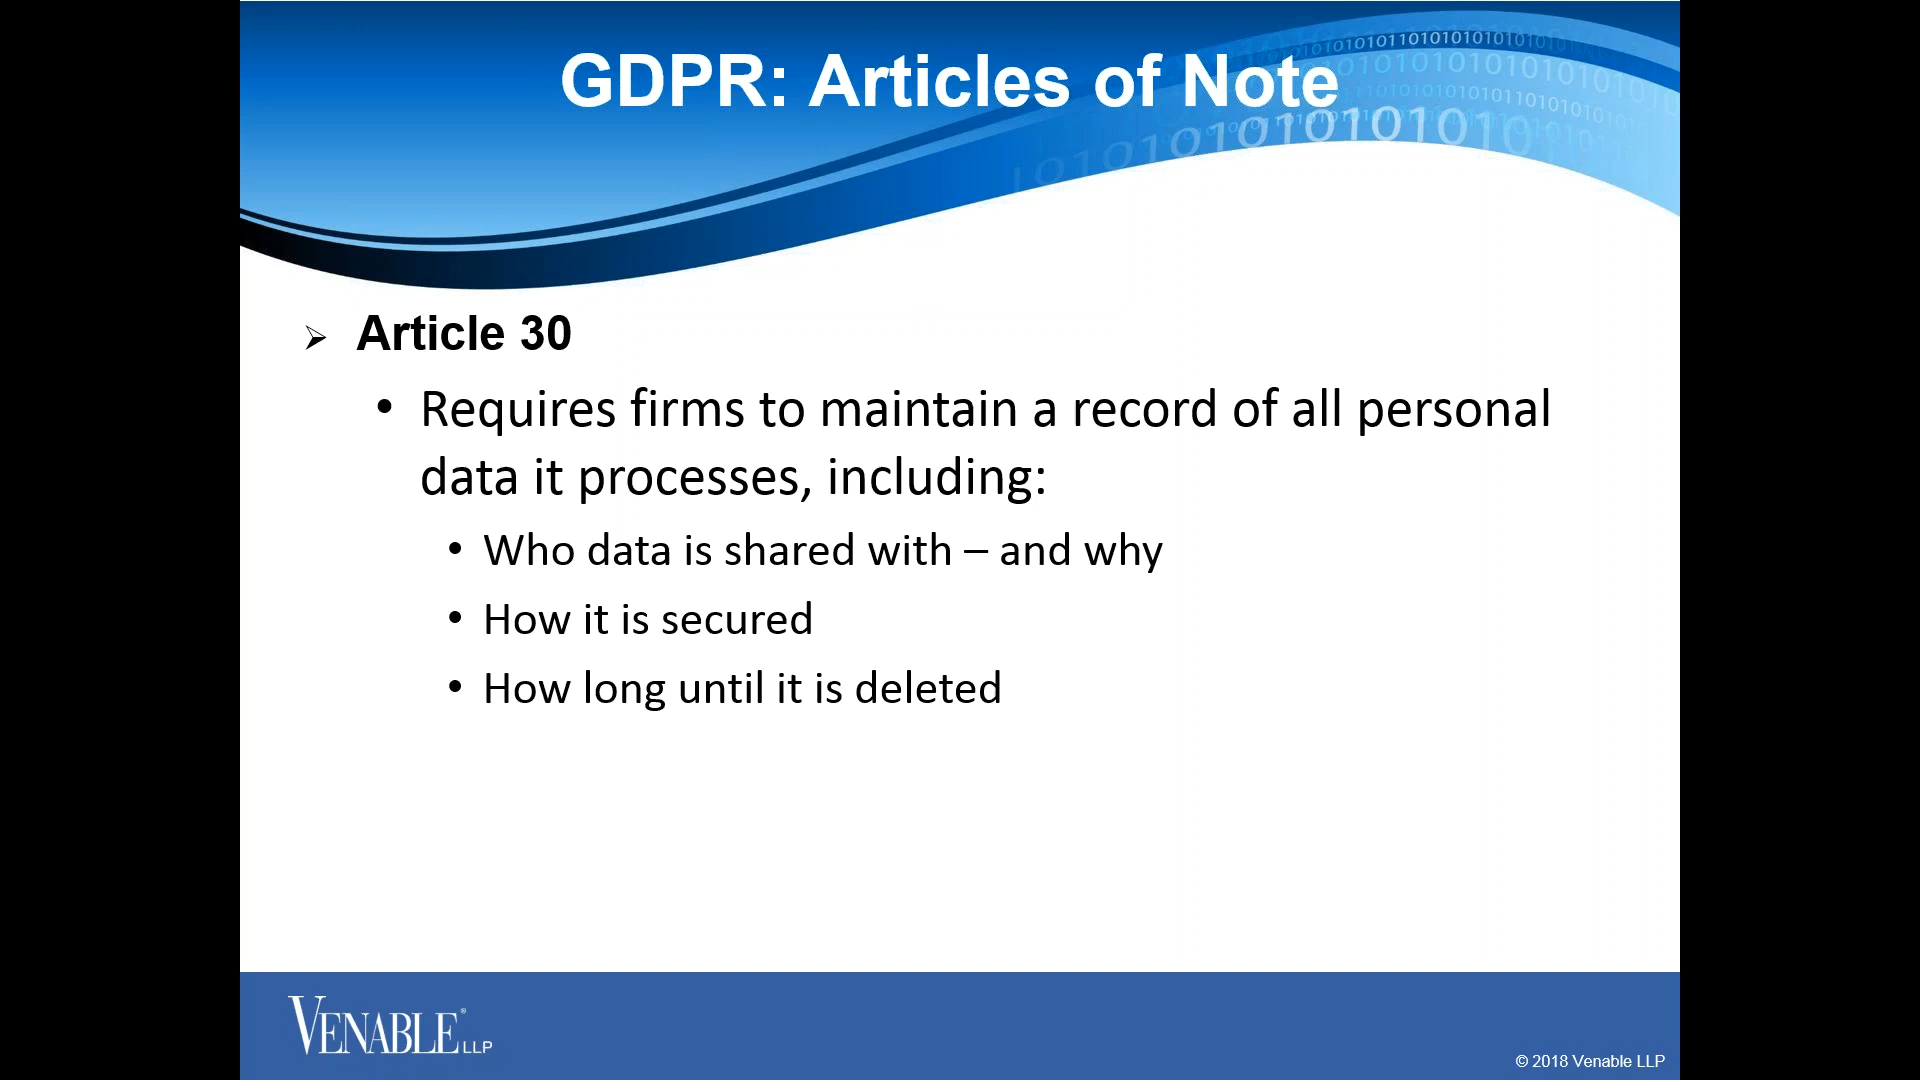 GDPR: Articles of Note
➢ Article 30
• Requires firms to maintain a record of all personal
data it processes, including:
• Who data is shared with – and why
• How it is secured
• How long until it is deleted
VENABLE® LLP
© 2018 Venable LLP